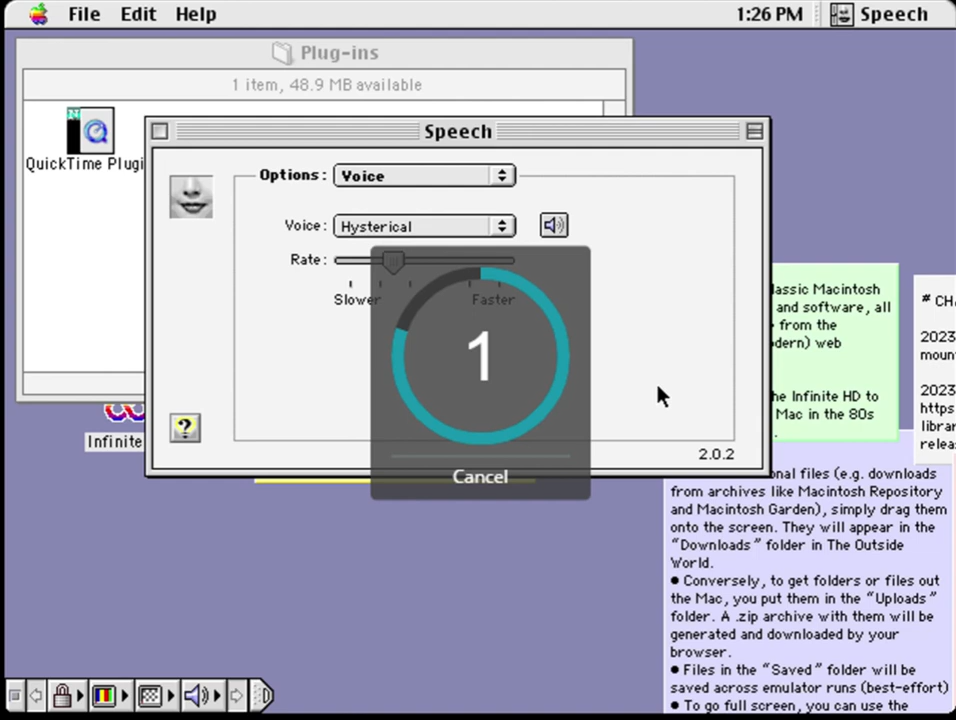 File Edit Help 1:26 PM Speech
Plug-ins
1 item, 48.9 MB available
QuickTime Plugi
Speech
Options: Voice
Voice: Hysterical
Rate:
Slower Faster
1
Cancel
?
2.0.2
Infinite
lassic Macintosh
and software, all
from the
dern) web
he Infinite HD to
Mac in the 80s
# CH
2023
moun
2023
https
librar
relea
nal files (e.g. downloads
from archives like Macintosh Repository
and Macintosh Garden), simply drag them
onto the screen. They will appear in the
“Downloads” folder in The Outside
World.
● Conversely, to get folders or files out
the Mac, you put them in the “Uploads”
folder. A .zip archive with them will be
generated and downloaded by your
browser.
● Files in the “Saved” folder will be
saved across emulator runs (best-effort)
● To go full screen, you can use the